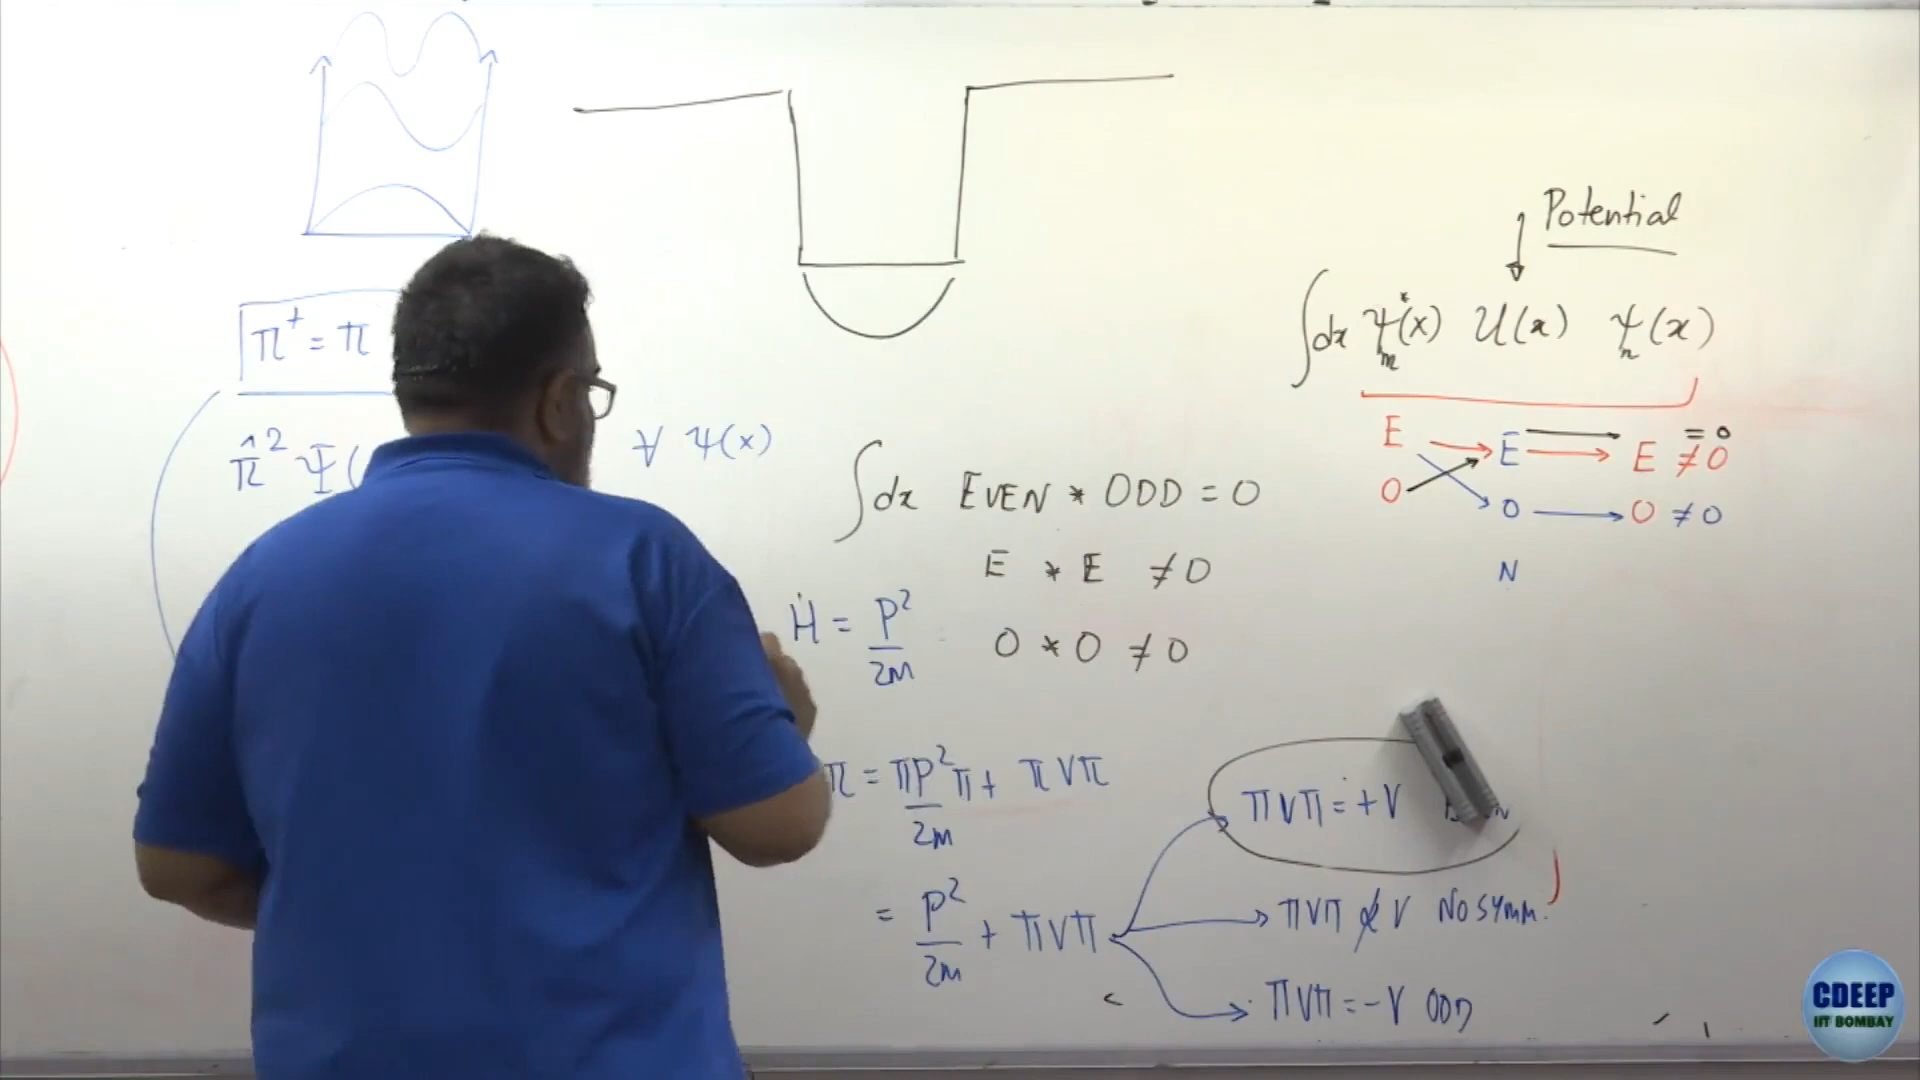 Potential
∫dx ψ*ₘ(x) U(x) ψₙ(x)
E → E → E = 0 ≠ 0
O O → O ≠ 0
N
π† = π
π̂² Ψ(
∀ ψ(x)
∫dx EVEN * ODD = 0
E * E ≠ 0
O * O ≠ 0
H = P²/2M
π = πP²/2M π + πVπ
= P²/2M + πVπ
πVπ = +V
πVπ V NO SYMM.
πVπ = -V ODD
CDEEP
IIT BOMBAY